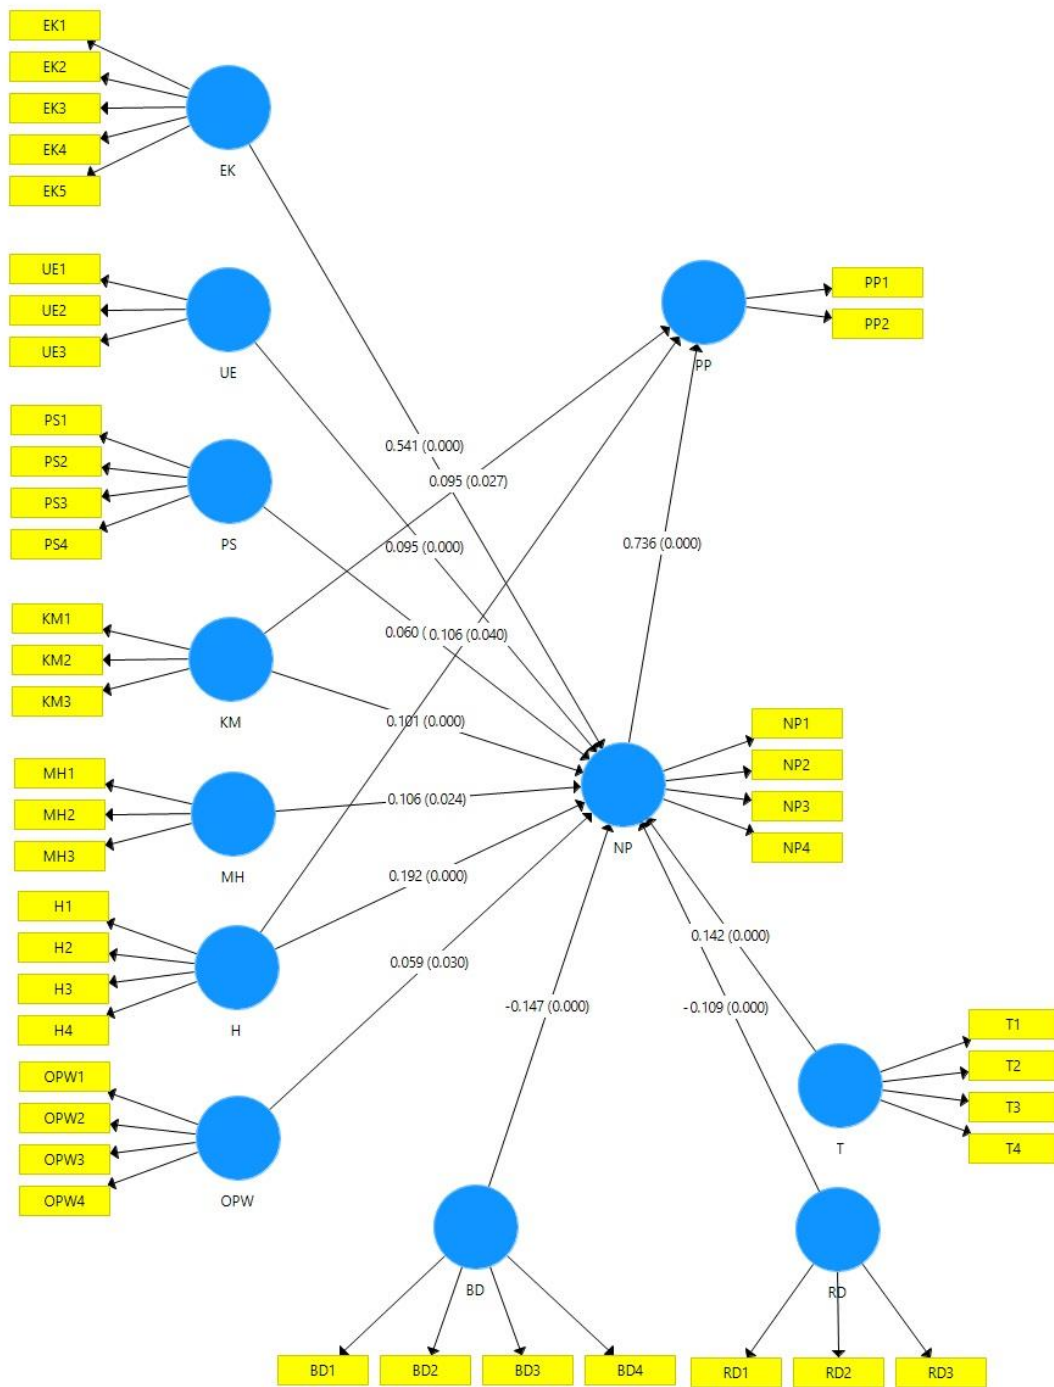 EK1
EK2
EK3
EK4
EK5
EK
UE1
UE2
UE3
UE
PP1
PP2
PP
PS1
PS2
PS3
PS4
PS
0.541 (0.000)
0.095 (0.027)
0.095 (0.000)
0.736 (0.000)
KM1
KM2
KM3
KM
0.060 (
0.106 (0.040)
0.101 (0.000)
NP1
NP2
NP3
NP4
NP
MH1
MH2
MH3
MH
0.106 (0.024)
0.192 (0.000)
H1
H2
H3
H4
H
0.059 (0.030)
0.142 (0.000)
-0.147 (0.000)
-0.109 (0.000)
T1
T2
T3
T4
T
OPW1
OPW2
OPW3
OPW4
OPW
BD
RD
BD1
BD2
BD3
BD4
RD1
RD2
RD3